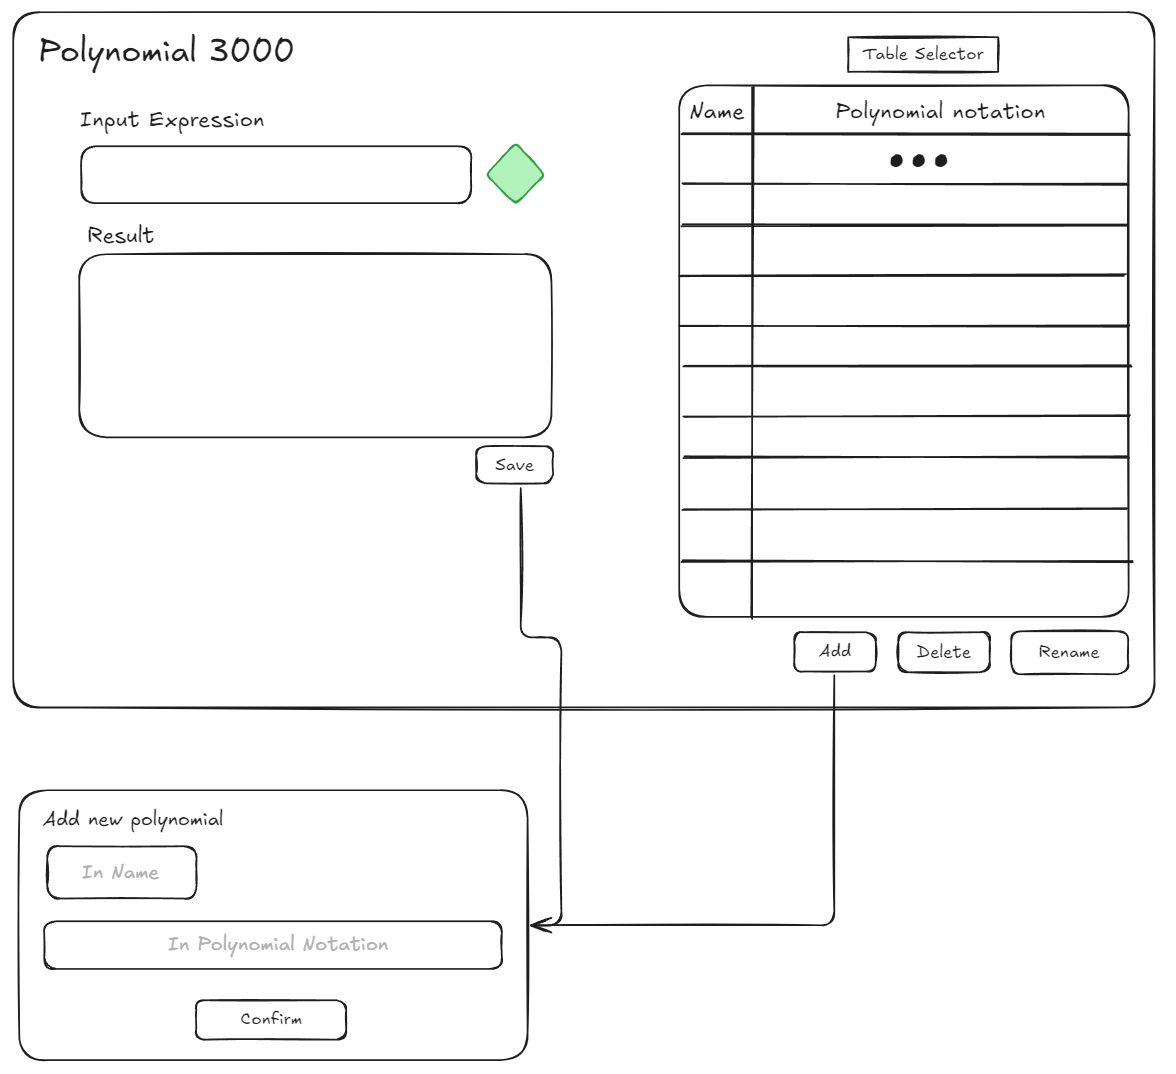 Polynomial 3000
Table Selector
Input Expression
Name
Polynomial notation
Result
Save
Add
Delete
Rename
Add new polynomial
In Name
In Polynomial Notation
Confirm